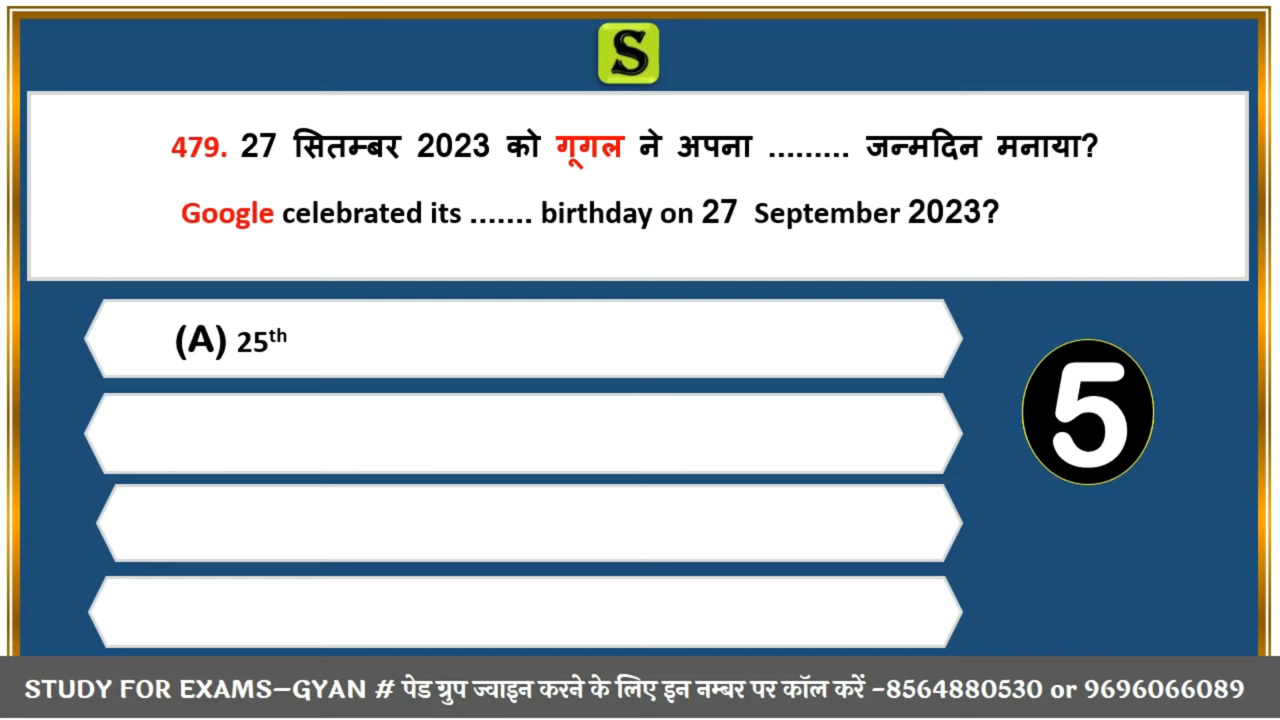 S
479. 27 सितम्बर 2023 को गूगल ने अपना ......... जन्मदिन मनाया?
Google celebrated its ....... birthday on 27 September 2023?
(A) 25th
5
STUDY FOR EXAMS–GYAN # पेड ग्रुप ज्वाइन करने के लिए इन नम्बर पर कॉल करें -8564880530 or 9696066089